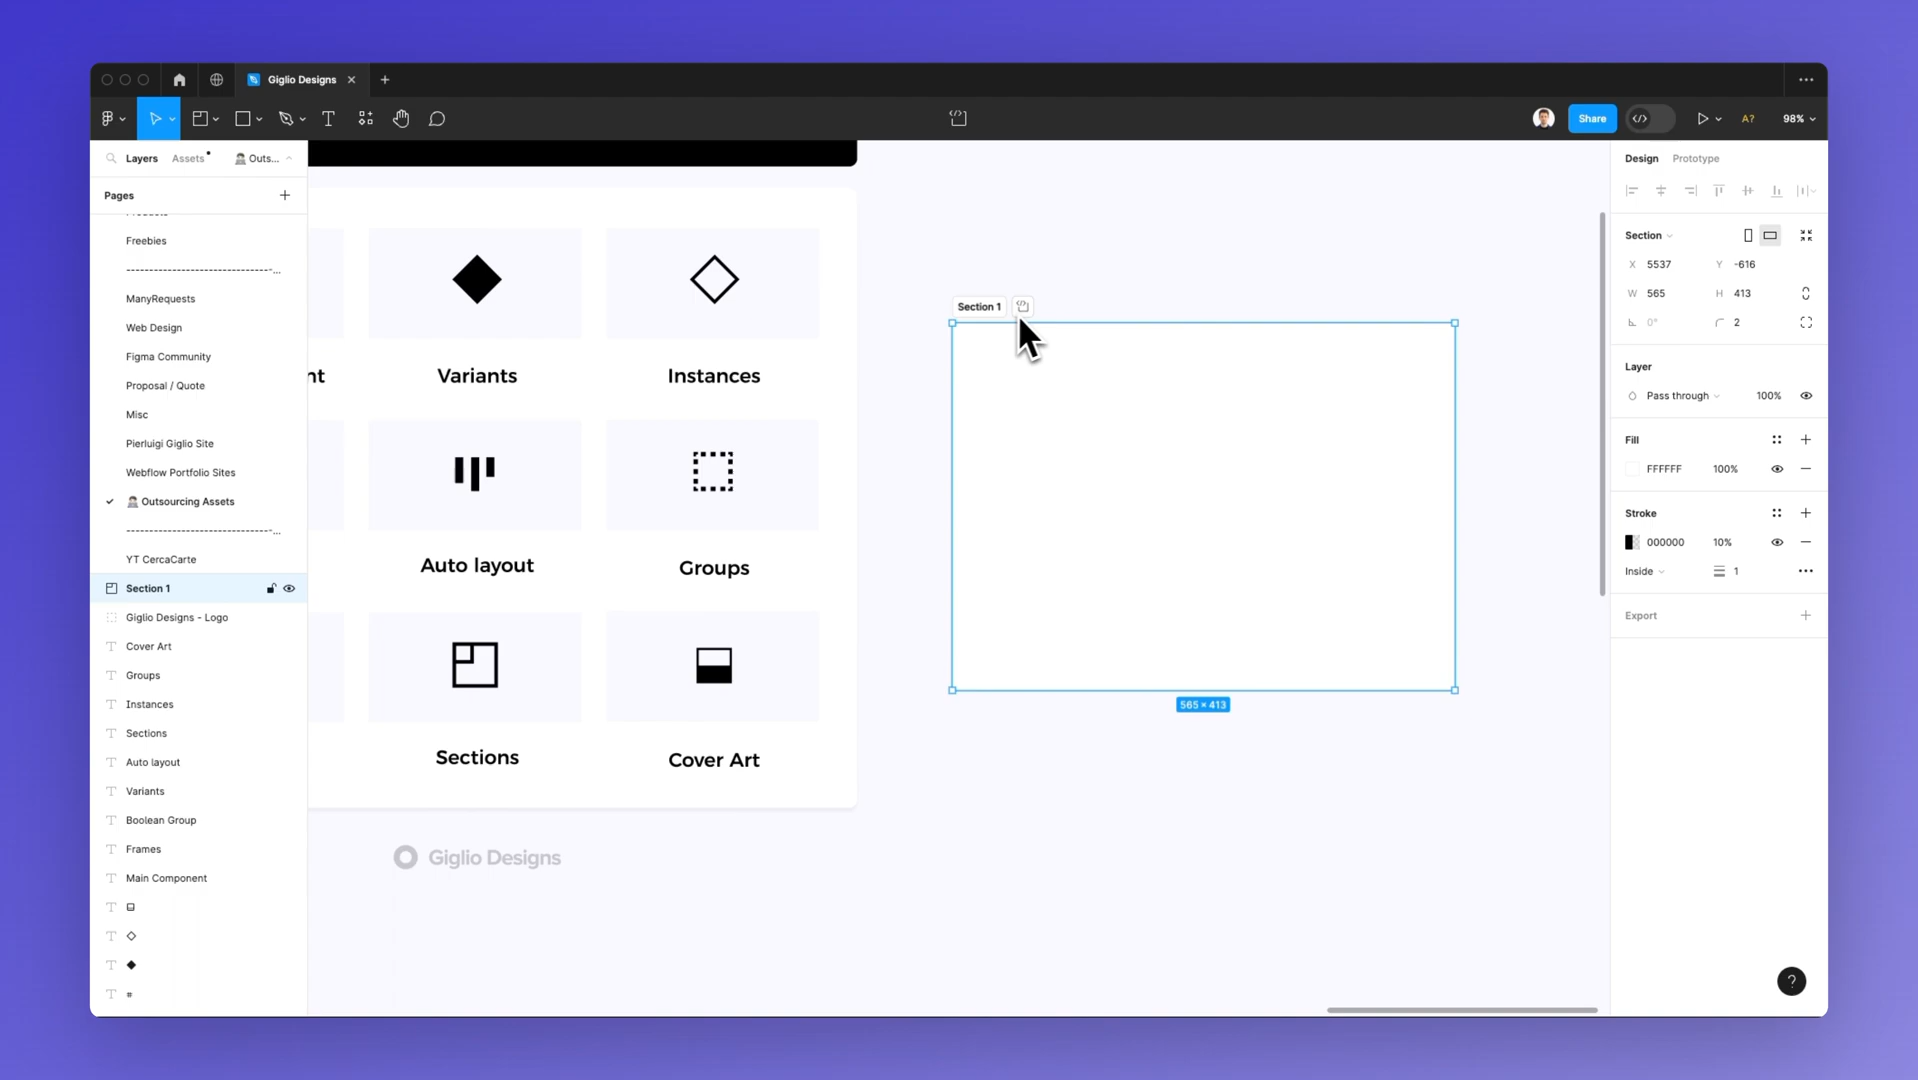 Giglio Designs
Share
A?
98%
Layers
Assets
Outs...
Pages
Freebies
--------------------------------...
ManyRequests
Web Design
Figma Community
Proposal / Quote
Misc
Pierluigi Giglio Site
Webflow Portfolio Sites
Outsourcing Assets
--------------------------------...
YT CercaCarte
Section 1
Giglio Designs - Logo
Cover Art
Groups
Instances
Sections
Auto layout
Variants
Boolean Group
Frames
Main Component
nt
Variants
Instances
Auto layout
Groups
Sections
Cover Art
Giglio Designs
Section 1
565 × 413
Design
Prototype
Section
X 5537 Y -616
W 565 H 413
0° 2
Layer
Pass through 100%
Fill
FFFFFF 100%
Stroke
000000 10%
Inside 1
Export
?